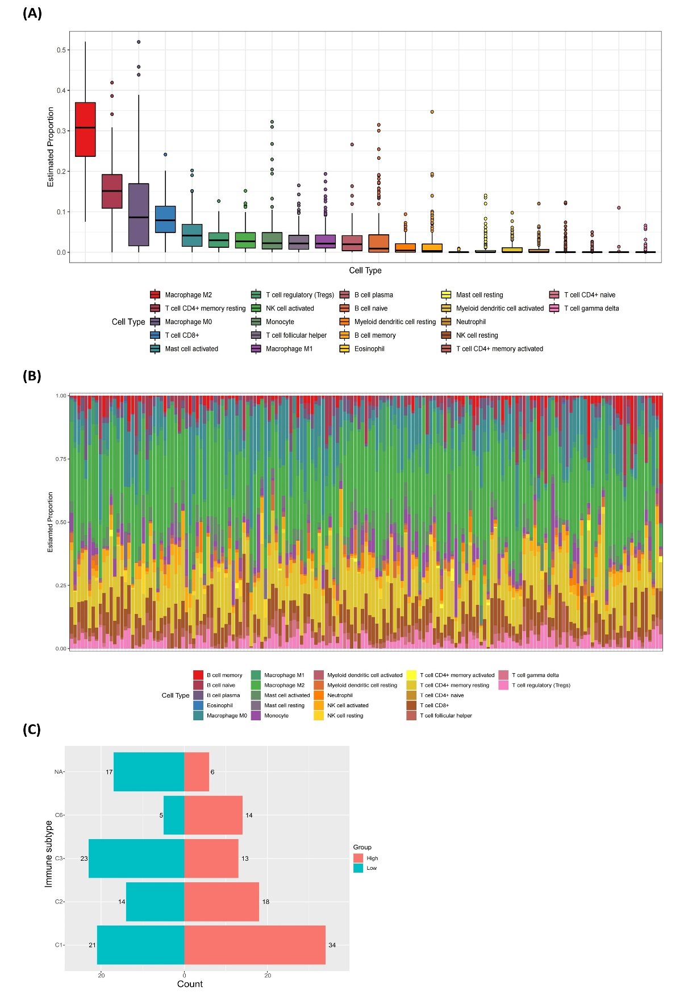 (A)
0.5
0.4
0.3
0.2
0.1
0.0
Estimated Proportion
Cell Type
Cell Type
Macrophage M2
T cell CD4+ memory resting
Macrophage M0
T cell CD8+
Mast cell activated
T cell regulatory (Tregs)
NK cell activated
Monocyte
T cell follicular helper
Macrophage M1
B cell plasma
B cell naive
Myeloid dendritic cell resting
B cell memory
Eosinophil
Mast cell resting
Myeloid dendritic cell activated
Neutrophil
NK cell resting
T cell CD4+ memory activated
T cell CD4+ naive
T cell gamma delta
(B)
1.00
0.75
0.50
0.25
0.00
Estiamted Proportion
Cell Type
B cell memory
B cell naive
B cell plasma
Eosinophil
Macrophage M0
Macrophage M1
Macrophage M2
Mast cell activated
Mast cell resting
Monocyte
Myeloid dendritic cell activated
Myeloid dendritic cell resting
Neutrophil
NK cell activated
NK cell resting
T cell CD4+ memory activated
T cell CD4+ memory resting
T cell CD4+ naive
T cell CD8+
T cell follicular helper
T cell gamma delta
T cell regulatory (Tregs)
(C)
Immune subtype
NA 17 6
C6 5 14
C3 23 13
C2 14 18
C1 21 34
20 0 20
Count
Group
High
Low